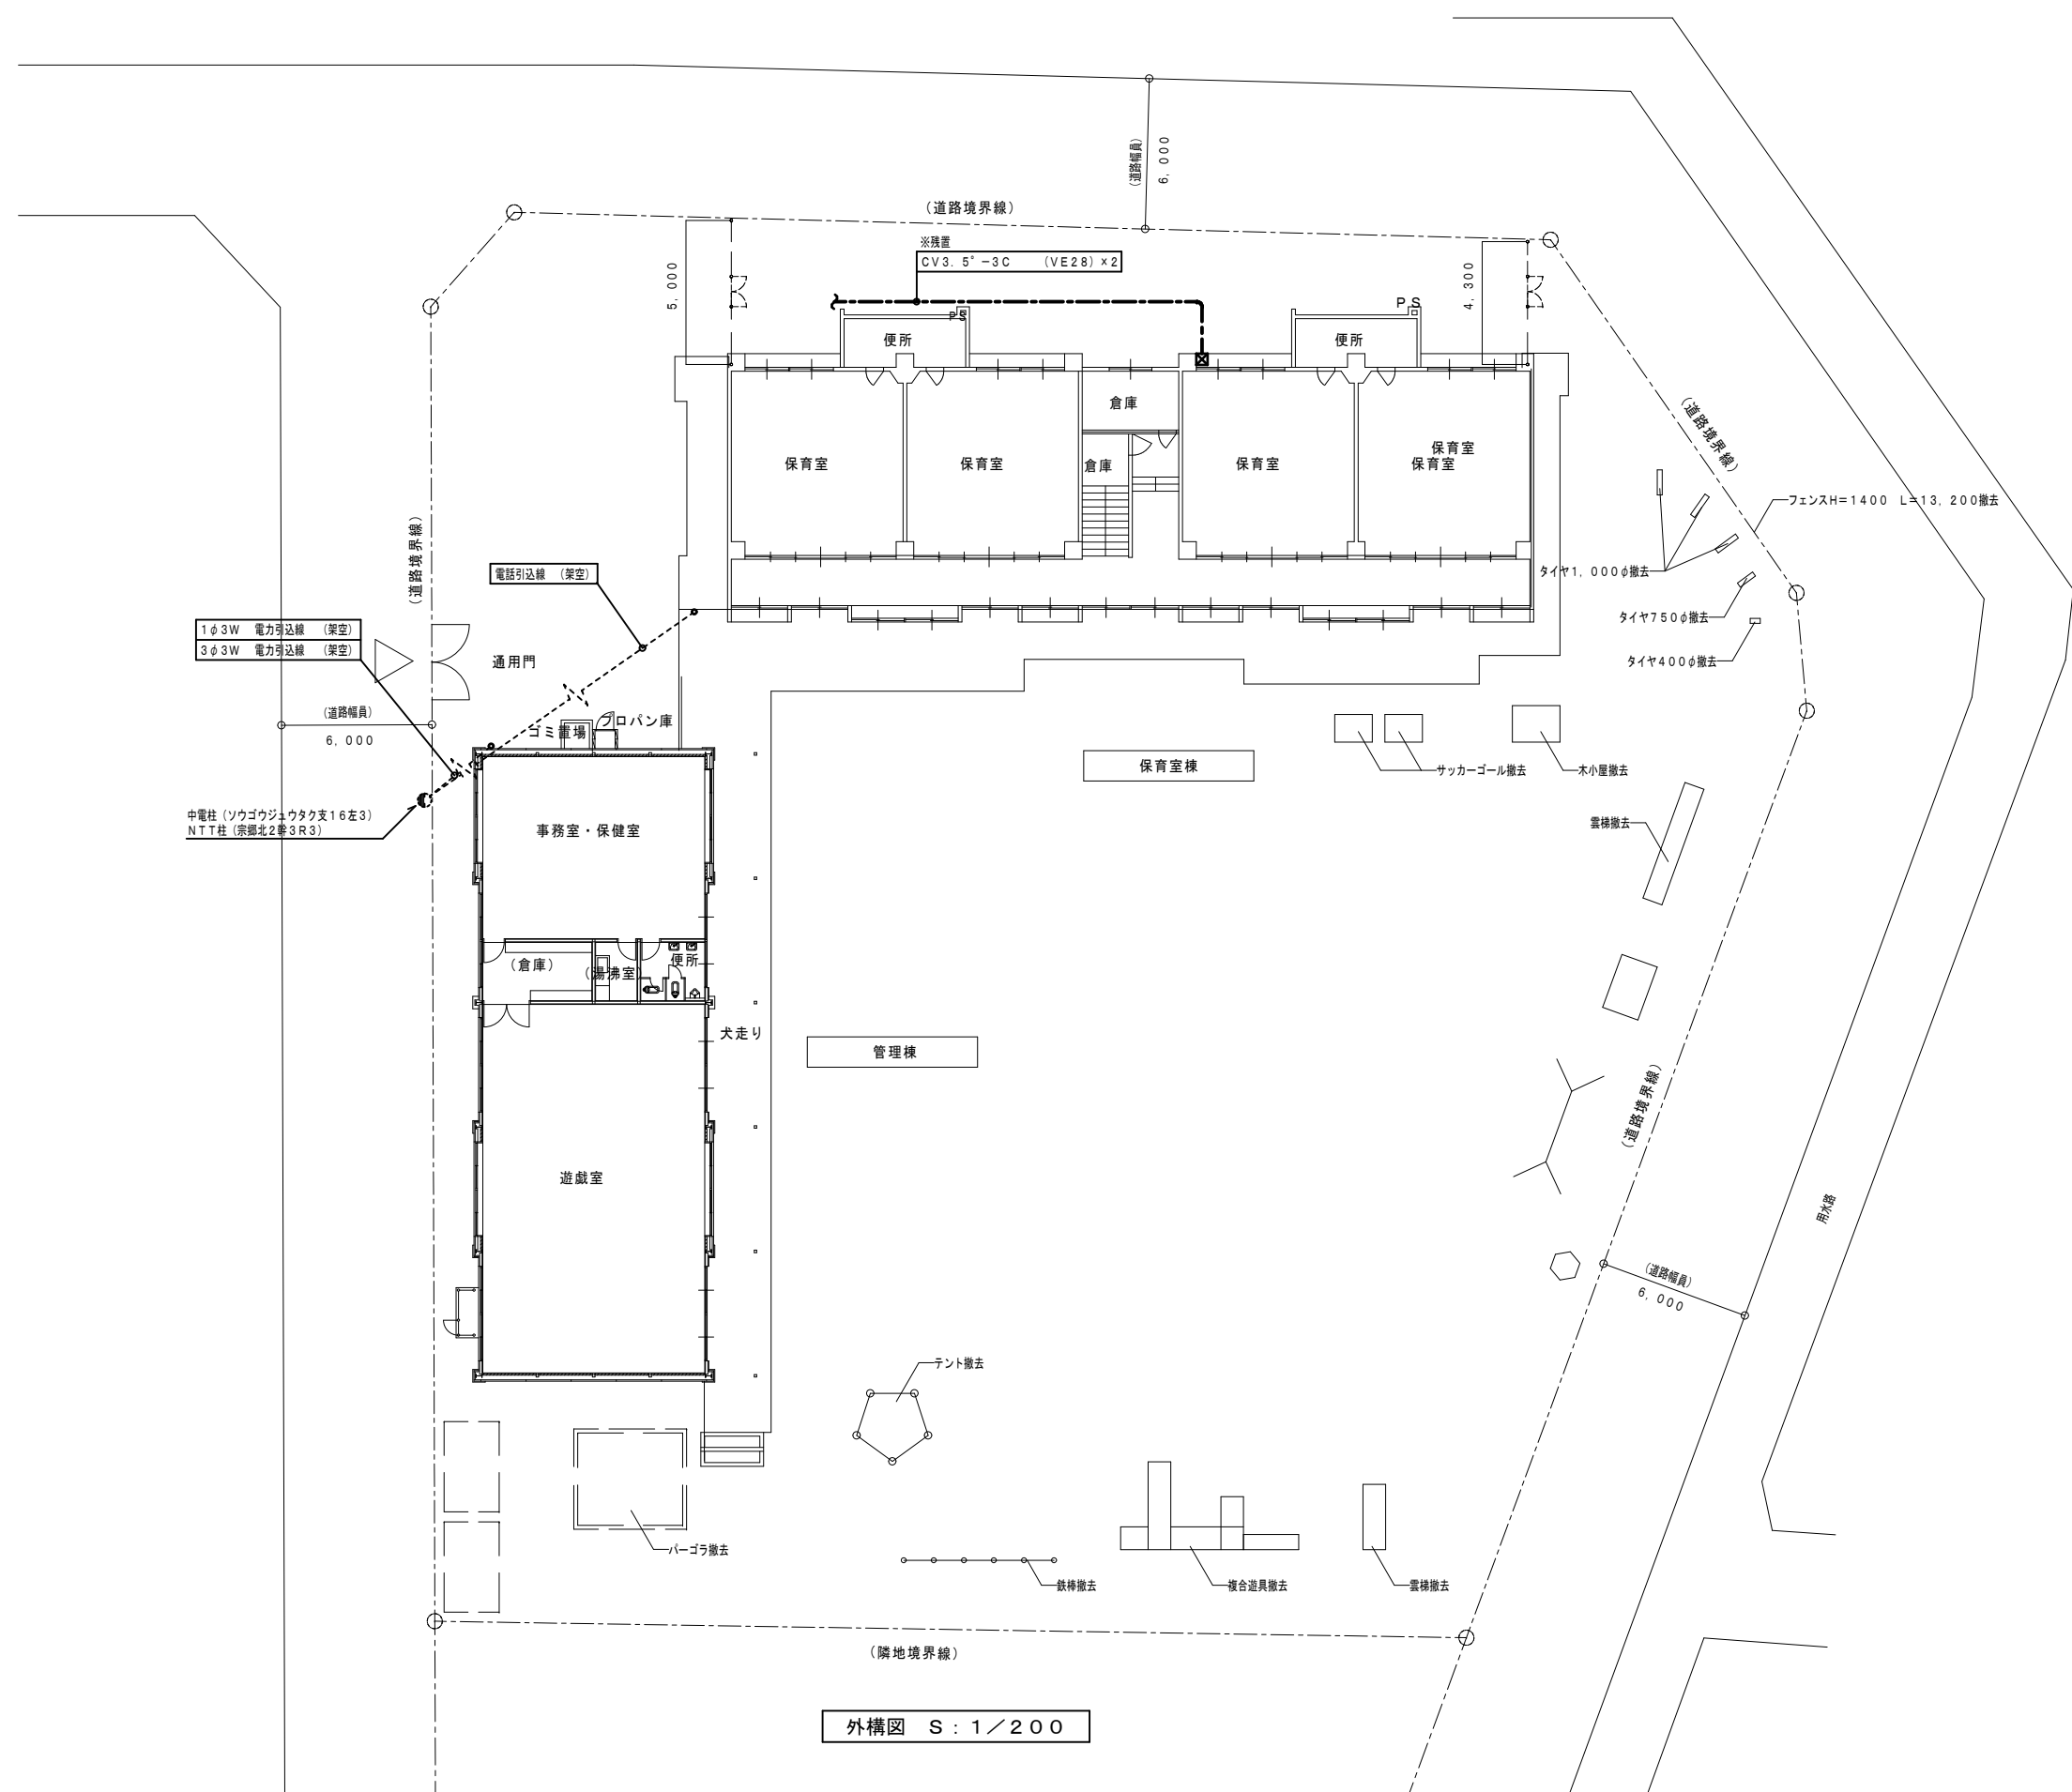 (道路幅員)
6,000
(道路境界線)
※残置
CV3.5°-3C (VE28)×2
5,000
4,300
PS
PS
便所
便所
倉庫
倉庫
保育室
保育室
保育室
保育室
保育室
(道路境界線)
フェンスH=1400 L=13,200撤去
タイヤ1,000φ撤去
タイヤ750φ撤去
タイヤ400φ撤去
(道路境界線)
電話引込線 (架空)
1φ3W 電力引込線 (架空)
3φ3W 電力引込線 (架空)
通用門
(道路幅員)
6,000
ゴミ置場
プロパン庫
中電柱(ソウゴウジュウタク支16左3)
NTT柱(宗郷北2幹3R3)
保育室棟
サッカーゴール撤去
木小屋撤去
雲梯撤去
事務室・保健室
(倉庫)
(湯沸室)
便所
犬走り
管理棟
遊戯室
(道路境界線)
用水路
(道路幅員)
6,000
テント撤去
パーゴラ撤去
鉄棒撤去
複合遊具撤去
雲梯撤去
(隣地境界線)
外構図 S:1/200